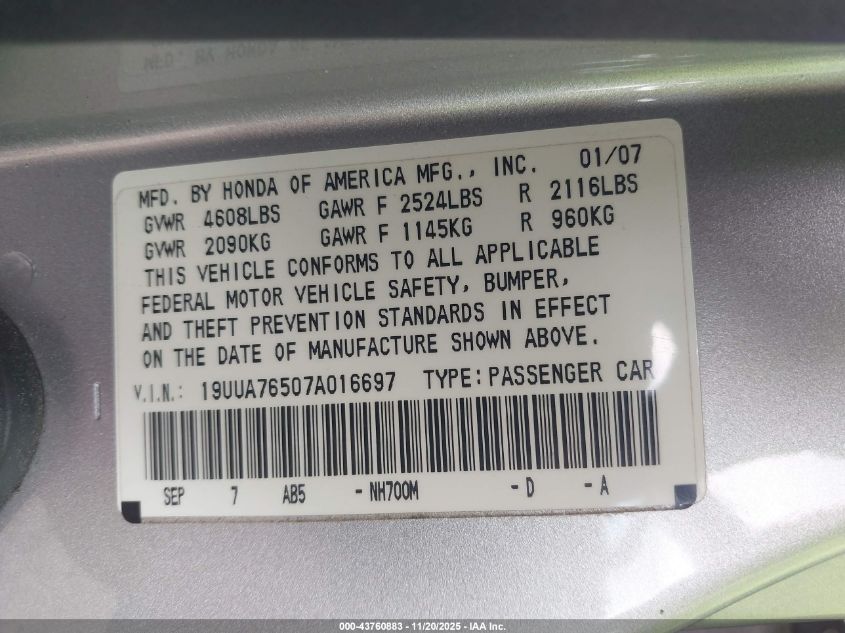 MFD. BY HONDA OF AMERICA MFG., INC. 01/07
GVWR 4608LBS GAWR F 2524LBS R 2116LBS
GVWR 2090KG GAWR F 1145KG R 960KG
THIS VEHICLE CONFORMS TO ALL APPLICABLE
FEDERAL MOTOR VEHICLE SAFETY, BUMPER,
AND THEFT PREVENTION STANDARDS IN EFFECT
ON THE DATE OF MANUFACTURE SHOWN ABOVE.
V.I.N.: 19UUA76507A016697 TYPE:PASSENGER CAR
SEP 7 AB5 -NH700M -D -A
000-43760883 - 11/20/2025 - IAA Inc.